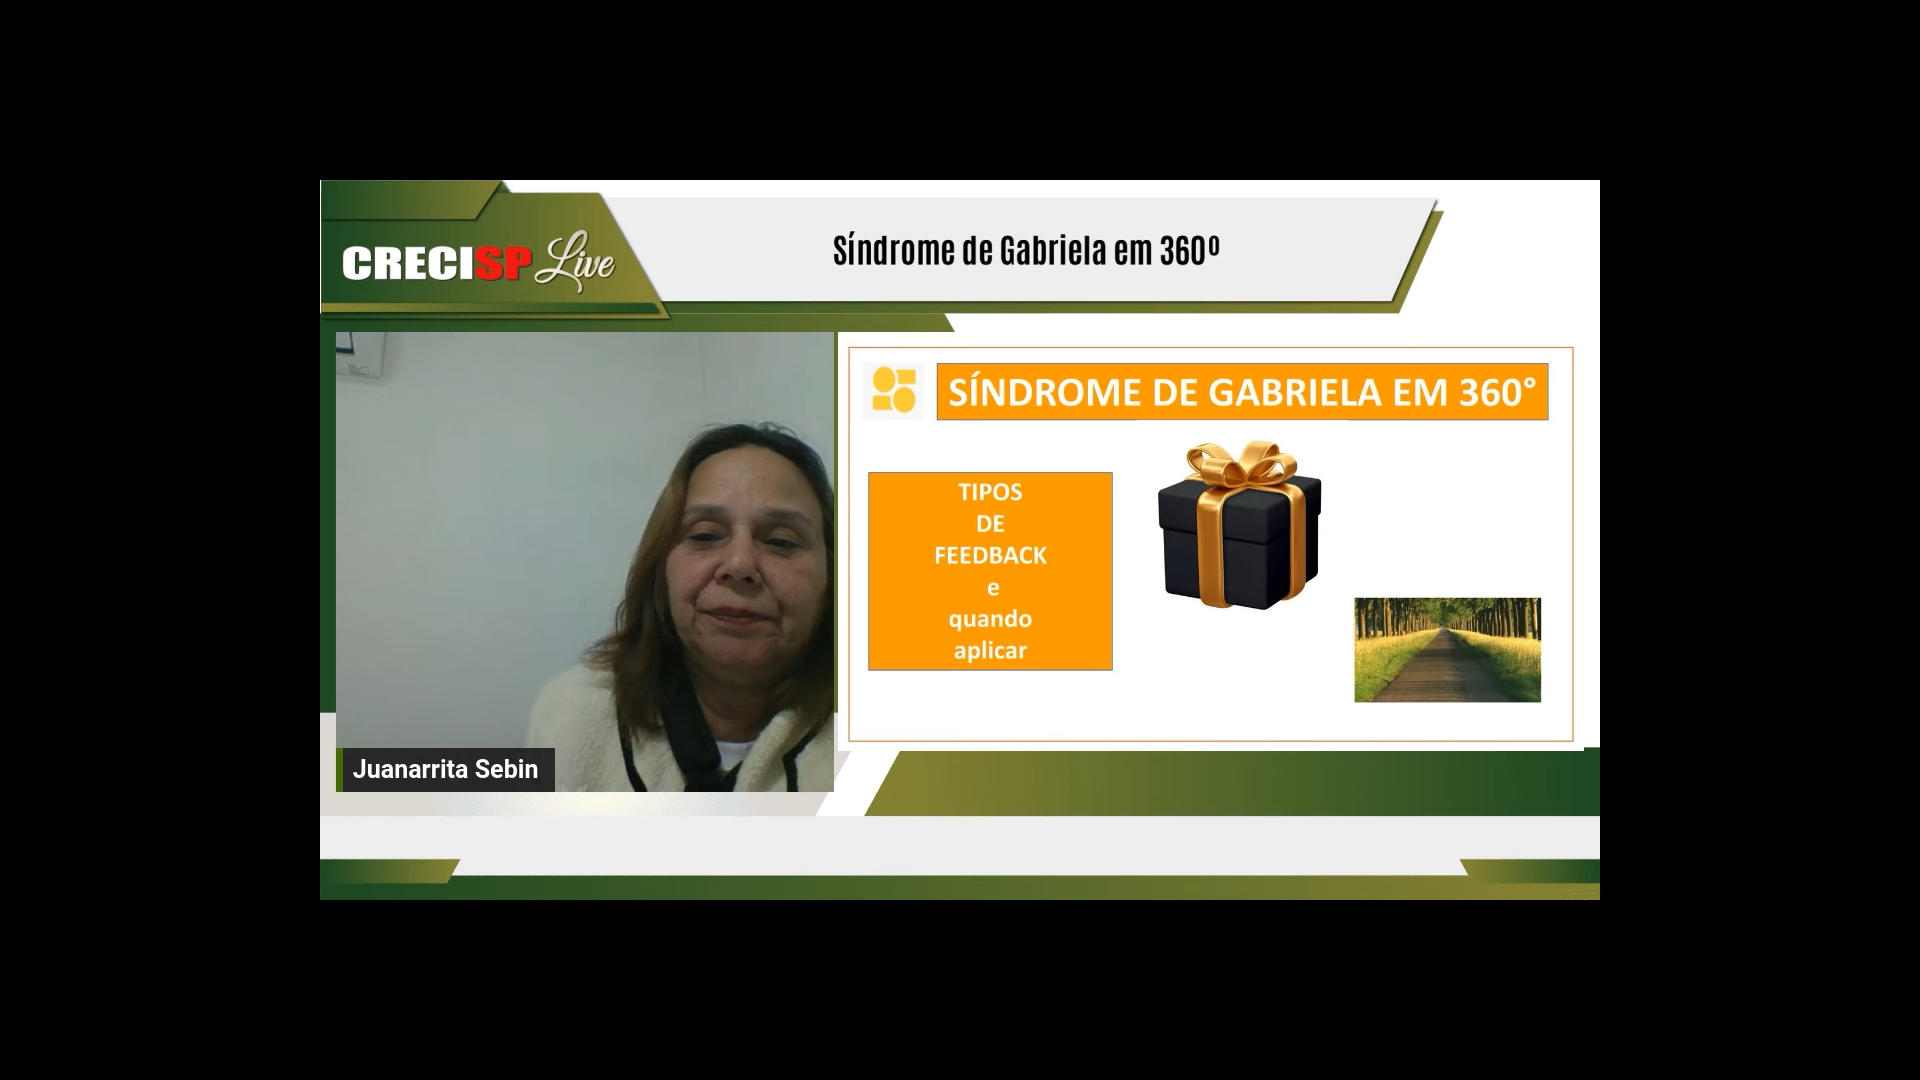 CRECISP Live
Síndrome de Gabriela em 360º
SÍNDROME DE GABRIELA EM 360°
TIPOS
DE
FEEDBACK
e
quando
aplicar
Juanarrita Sebin